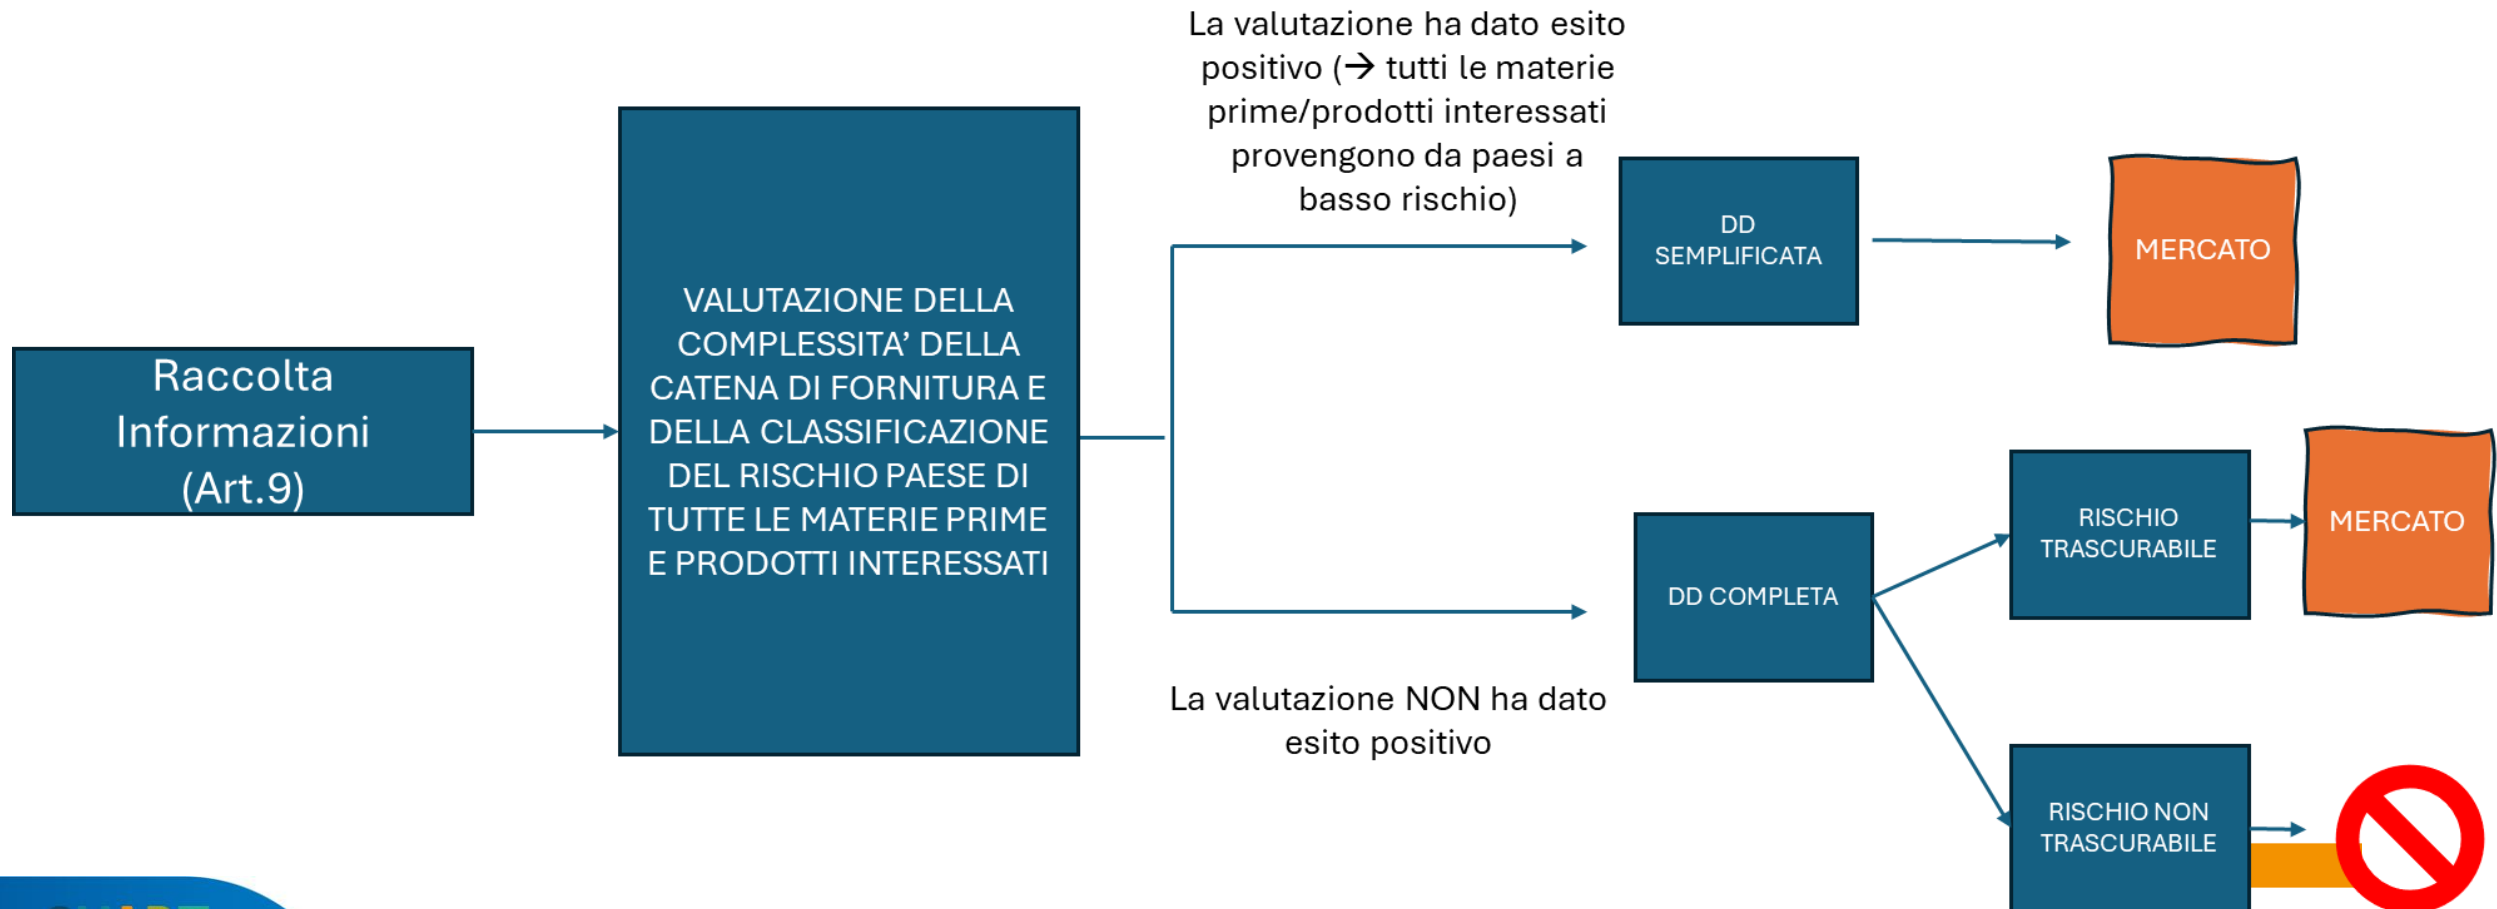 La valutazione ha dato esito
positivo (→ tutti le materie
prime/prodotti interessati
provengono da paesi a
basso rischio)
DD
SEMPLIFICATA
MERCATO
VALUTAZIONE DELLA
COMPLESSITA’ DELLA
CATENA DI FORNITURA E
DELLA CLASSIFICAZIONE
DEL RISCHIO PAESE DI
TUTTE LE MATERIE PRIME
E PRODOTTI INTERESSATI
Raccolta
Informazioni
(Art.9)
RISCHIO
TRASCURABILE
MERCATO
DD COMPLETA
La valutazione NON ha dato
esito positivo
RISCHIO NON
TRASCURABILE